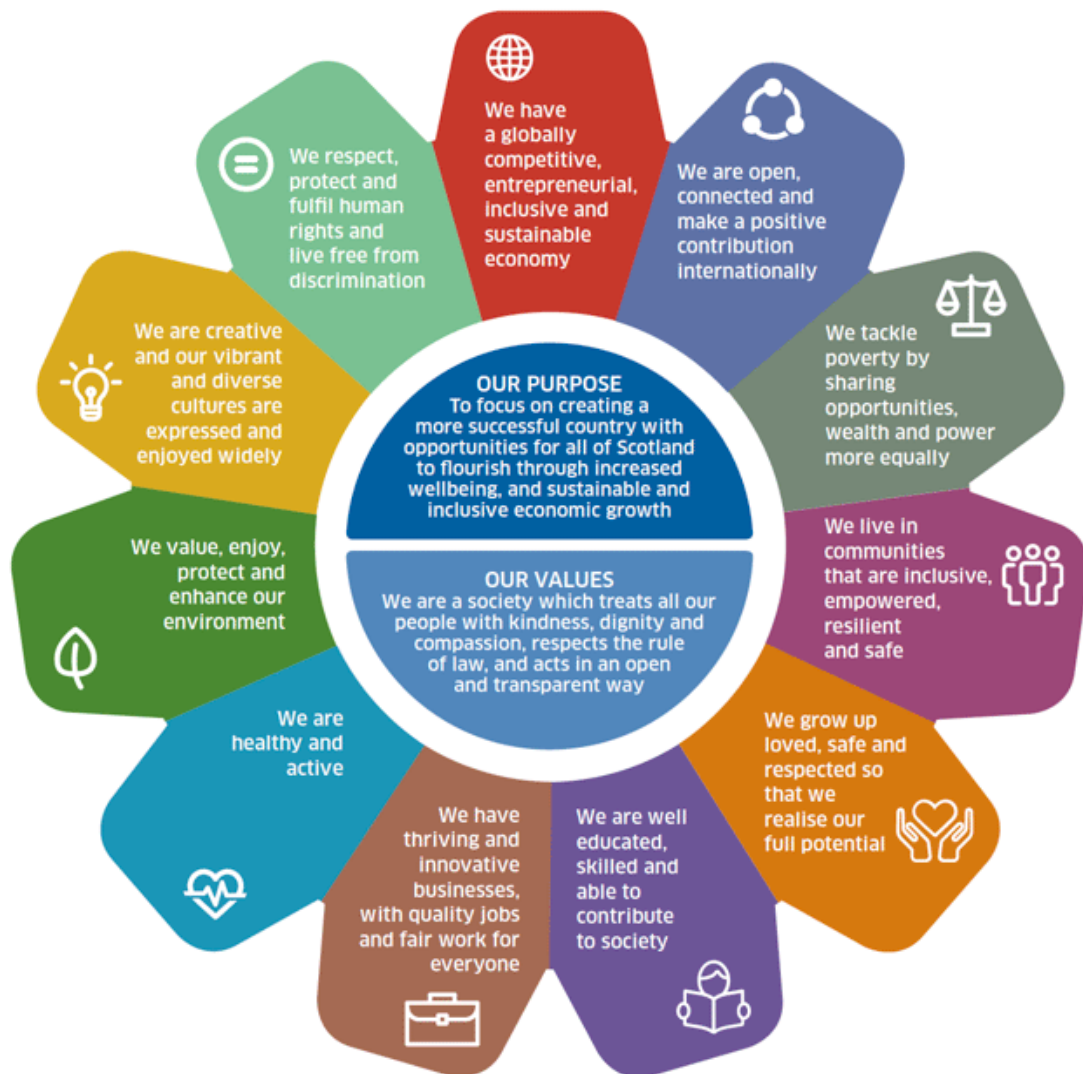 We have
a globally
competitive,
entrepreneurial,
inclusive and
sustainable
economy
We are open,
connected and
make a positive
contribution
internationally
We tackle
poverty by
sharing
opportunities,
wealth and power
more equally
We live in
communities
that are inclusive,
empowered,
resilient
and safe
We grow up
loved, safe and
respected so
that we
realise our
full potential
We are well
educated,
skilled and
able to
contribute
to society
We have
thriving and
innovative
businesses,
with quality jobs
and fair work for
everyone
We are
healthy and
active
We value, enjoy,
protect and
enhance our
environment
We are creative
and our vibrant
and diverse
cultures are
expressed and
enjoyed widely
We respect,
protect and
fulfil human
rights and
live free from
discrimination
OUR PURPOSE
To focus on creating a
more successful country with
opportunities for all of Scotland
to flourish through increased
wellbeing, and sustainable and
inclusive economic growth
OUR VALUES
We are a society which treats all our
people with kindness, dignity and
compassion, respects the rule
of law, and acts in an open
and transparent way